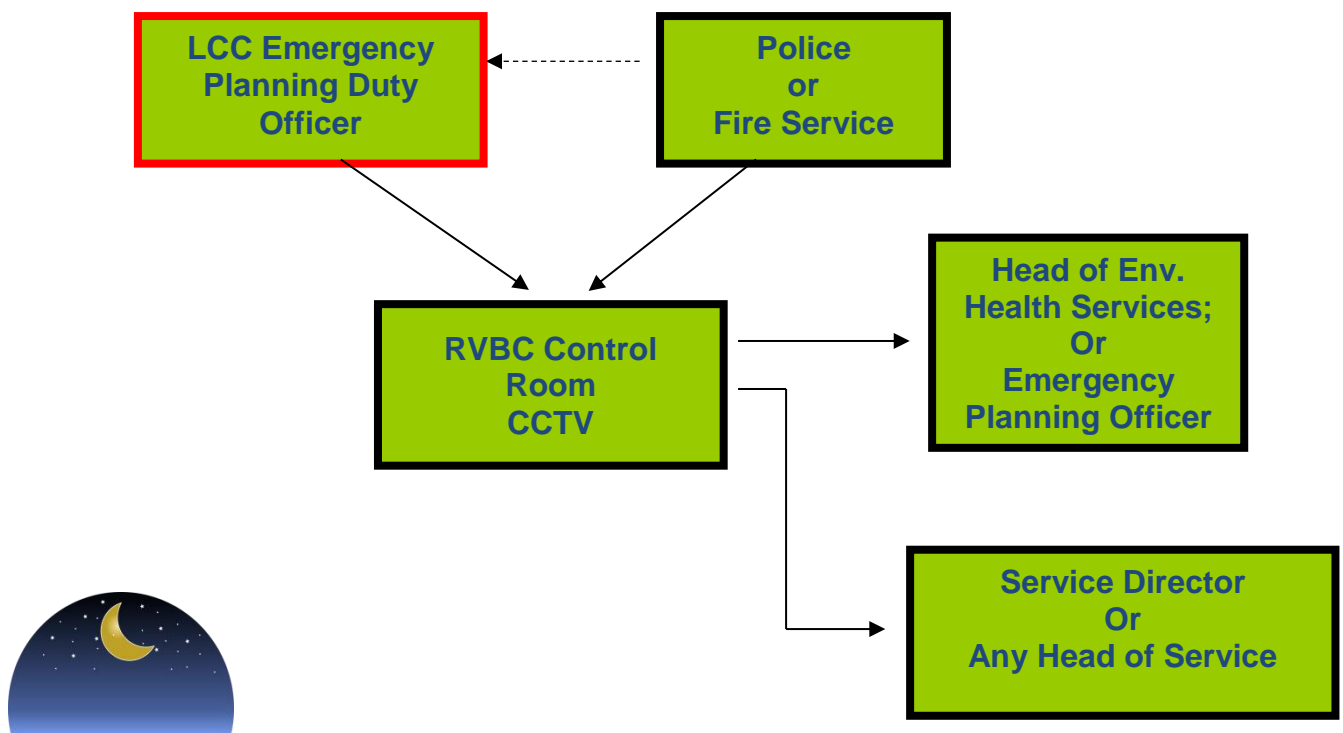 LCC Emergency
Planning Duty
Officer
Police
or
Fire Service
Head of Env.
Health Services;
Or
Emergency
Planning Officer
RVBC Control
Room
CCTV
Service Director
Or
Any Head of Service